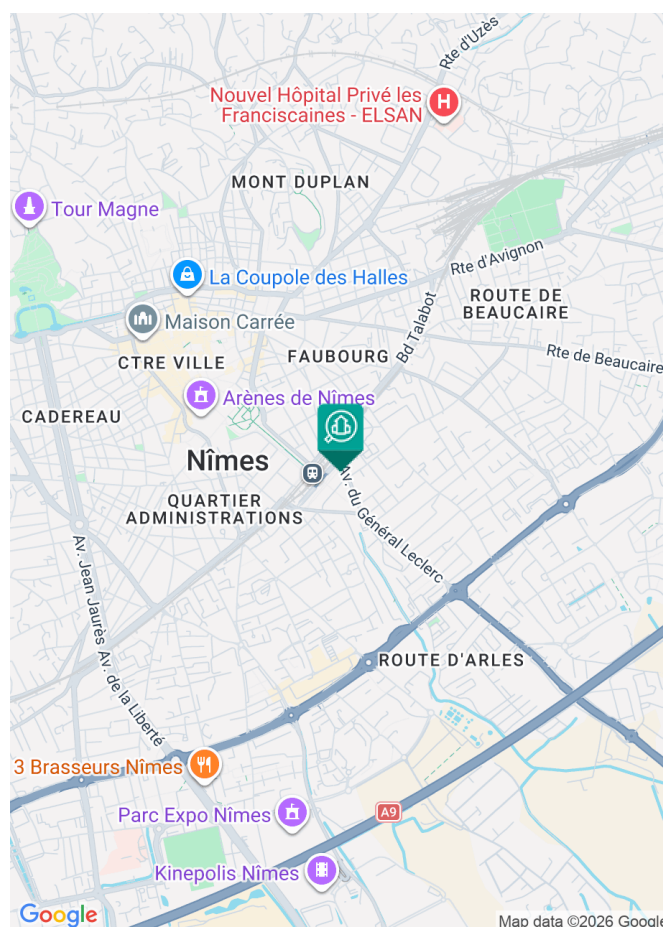 Rte d'Uzès
Nouvel Hôpital Privé les
Franciscaines - ELSAN
H
MONT DUPLAN
Tour Magne
Rte d'Avignon
La Coupole des Halles
ROUTE DE
BEAUCAIRE
Bd Talabot
Maison Carrée
FAUBOURG
Rte de Beaucaire
CTRE VILLE
Arènes de Nîmes
CADEREAU
Nîmes
QUARTIER
ADMINISTRATIONS
Av. du Général Leclerc
Av. Jean Jaurès
Av. de la Liberté
ROUTE D'ARLES
3 Brasseurs Nîmes
Parc Expo Nîmes
A9
Kinepolis Nîmes
Google
Map data ©2026 Google